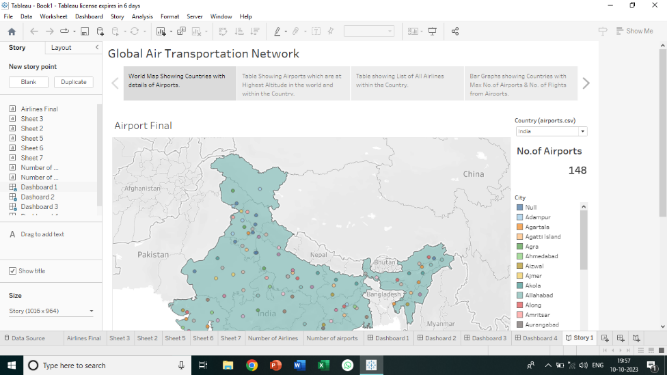 Tableau - Book1 - Tableau license expires in 6 days
File Data Worksheet Dashboard Story Analysis Format Server Window Help
Show Me
Story Layout
New story point
Blank Duplicate
Airlines Final
Sheet 3
Sheet 2
Sheet 5
Sheet 6
Sheet 7
Number of ...
Number of ...
Dashboard 1
Dashboard 2
Dashboard 3
A Drag to add text
Show title
Size
Story (1016 x 964)
Global Air Transportation Network
World Map Showing Countries with details of Airports.
Table Showing Airports which are at Highest Altitude in the world and within the Country.
Table showing List of All Airlines within the Country.
Bar Graphs showing Countries with Max No.of Airports & No. of Flights from Airports.
Airport Final
Afghanistan
Pakistan
China
Nepal
Bhutan
Bangladesh
India
Myanmar
Country (airports.csv)
India
No.of Airports
148
City
Null
Adampur
Agartala
Agatti Island
Agra
Ahmedabad
Aizwal
Ajmer
Akola
Allahabad
Along
Amritsar
Aurangabad
Data Source Airlines Final Sheet 3 Sheet 2 Sheet 5 Sheet 6 Sheet 7 Number of Airlines Number of airports Dashboard 1 Dashboard 2 Dashboard 3 Dashboard 4 Story 1
Type here to search
ENG
19:57
10-10-2023